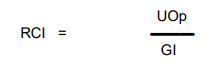 UOp
RCI =
GI